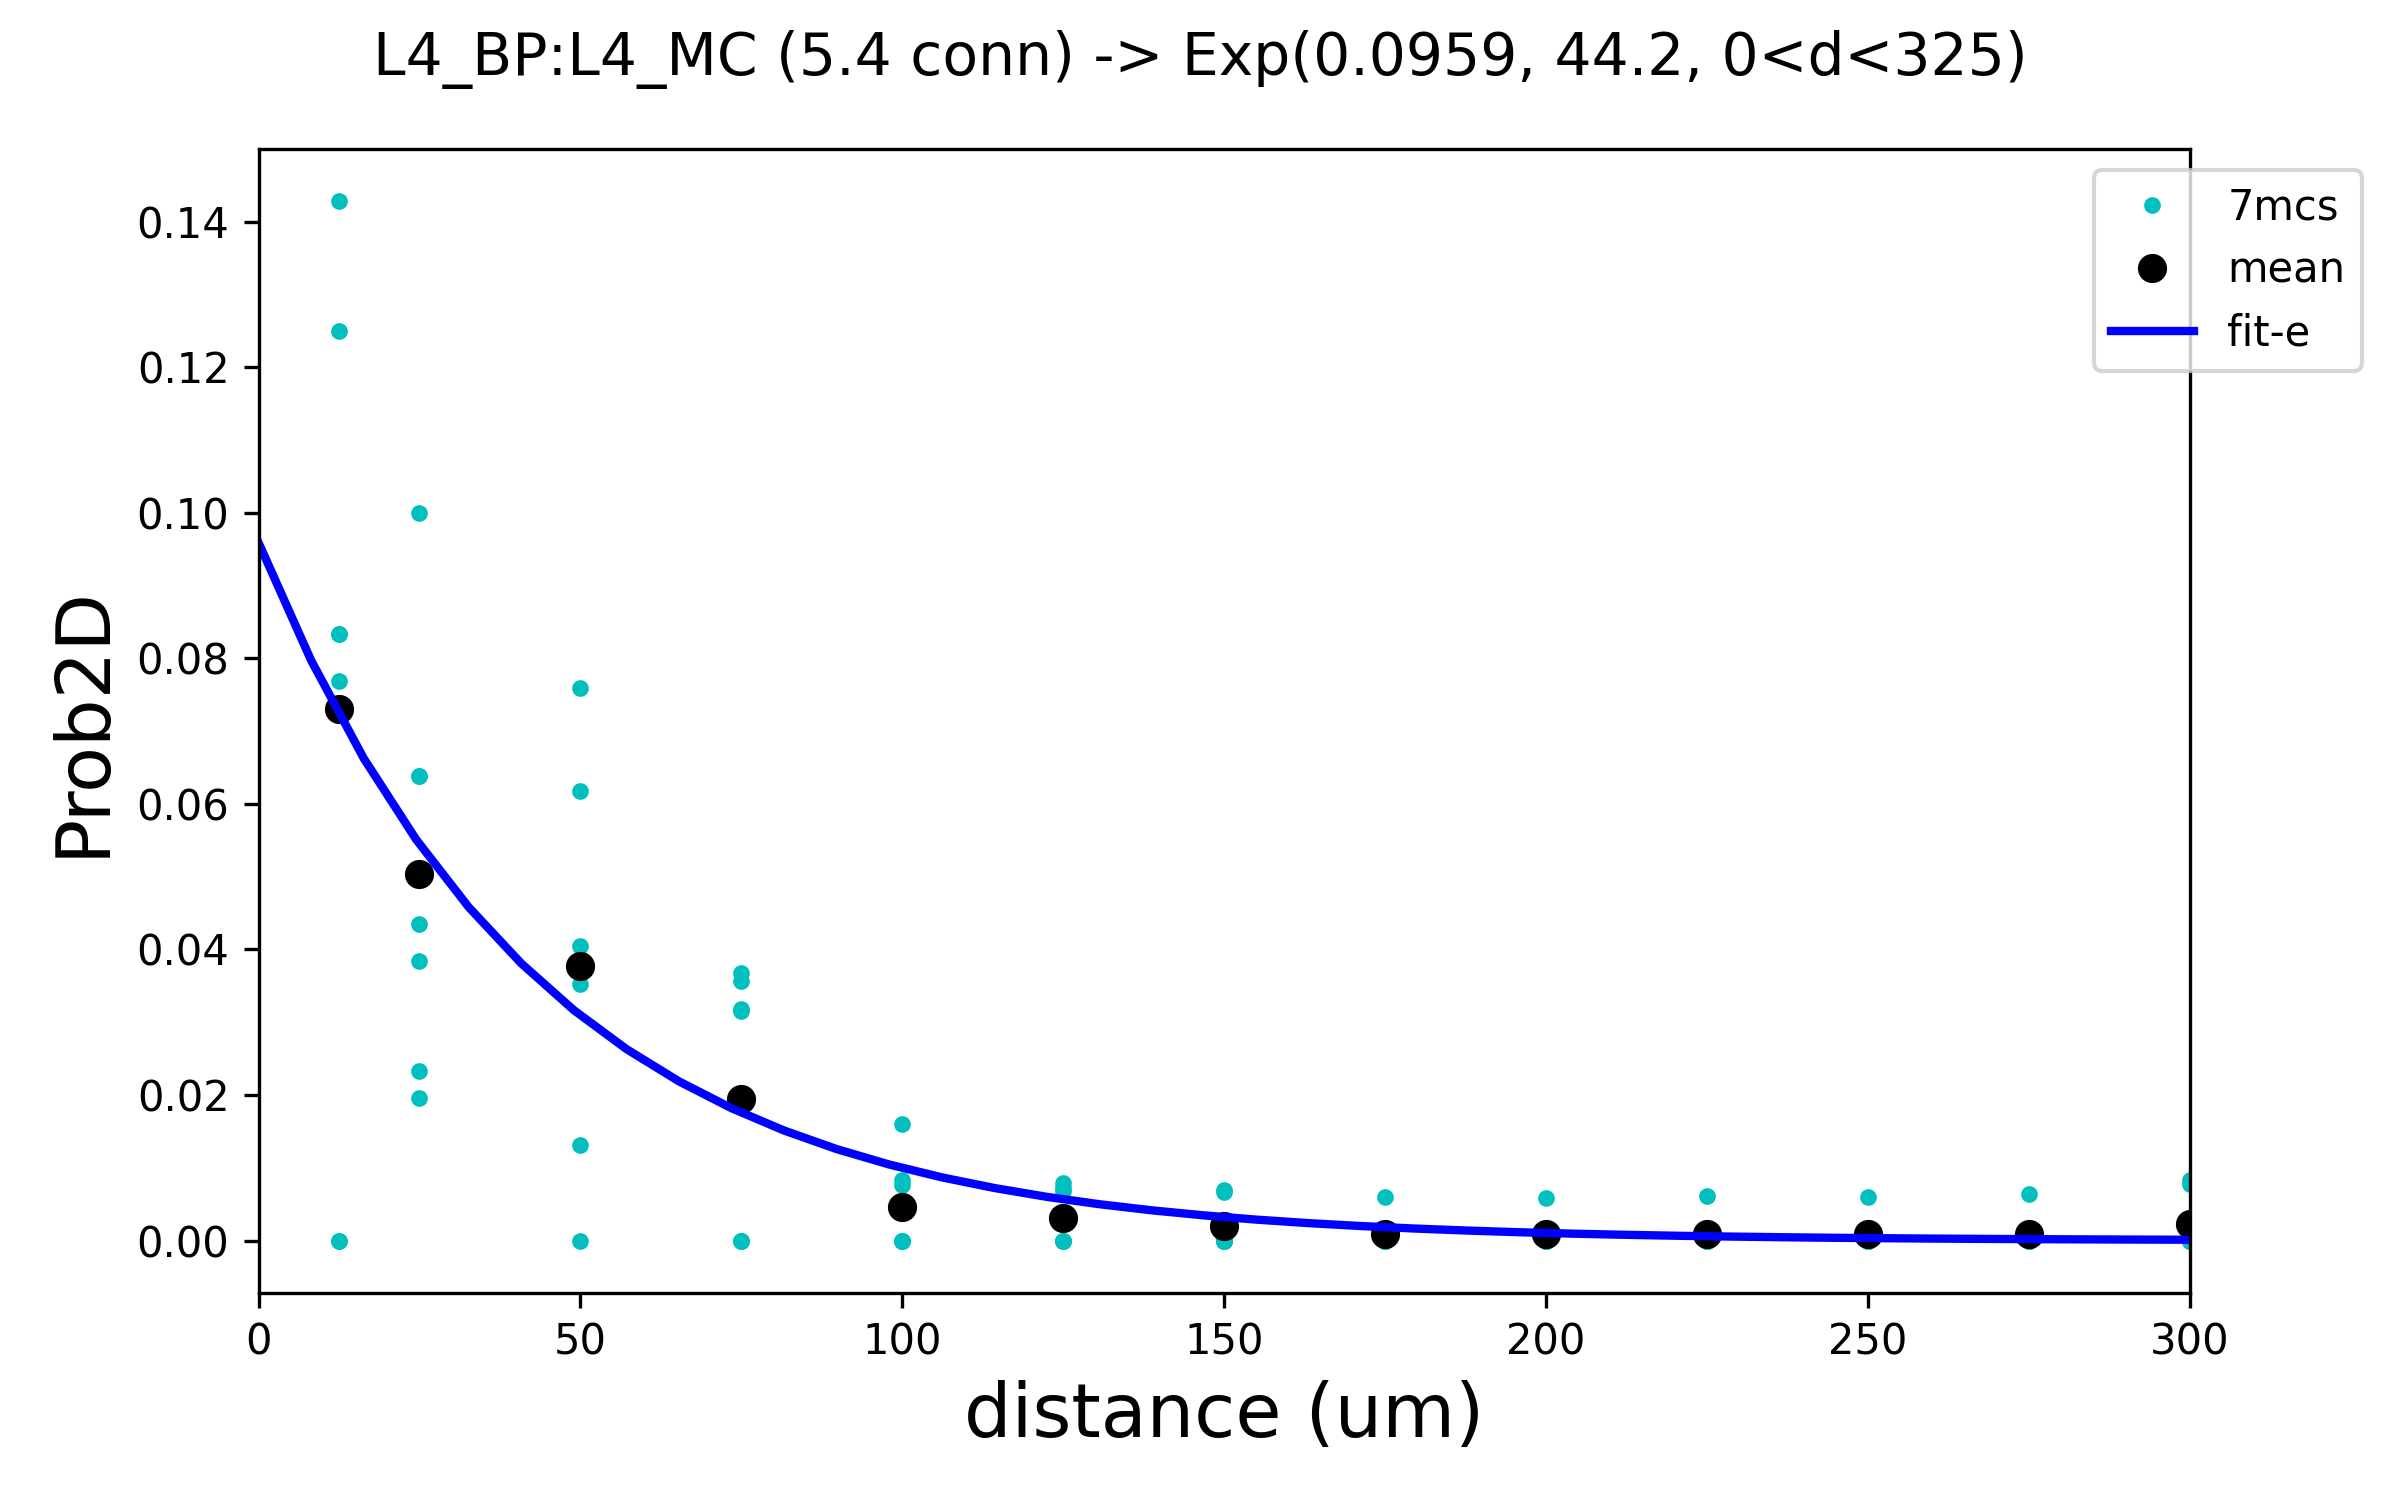 L4_BP:L4_MC (5.4 conn) -> Exp(0.0959, 44.2, 0<d<325)
7mcs
mean
fit-e
Prob2D
0.14
0.12
0.10
0.08
0.06
0.04
0.02
0.00
0 50 100 150 200 250 300
distance (um)